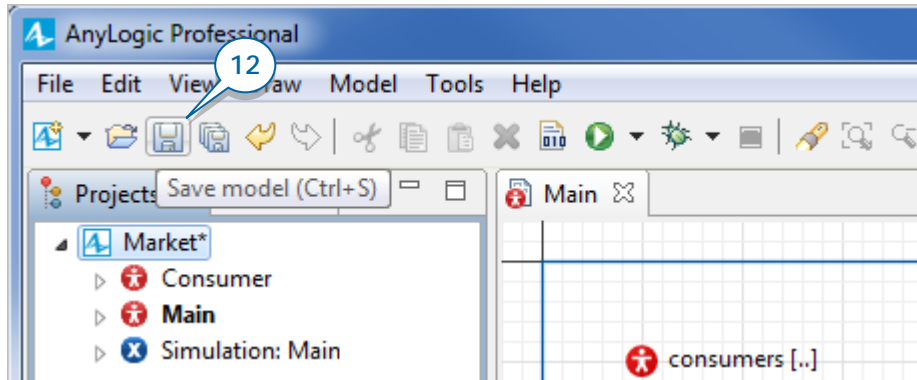 AnyLogic Professional
12
File Edit View Draw Model Tools Help
Save model (Ctrl+S)
Projects
Main
Market*
Consumer
Main
Simulation: Main
consumers [..]